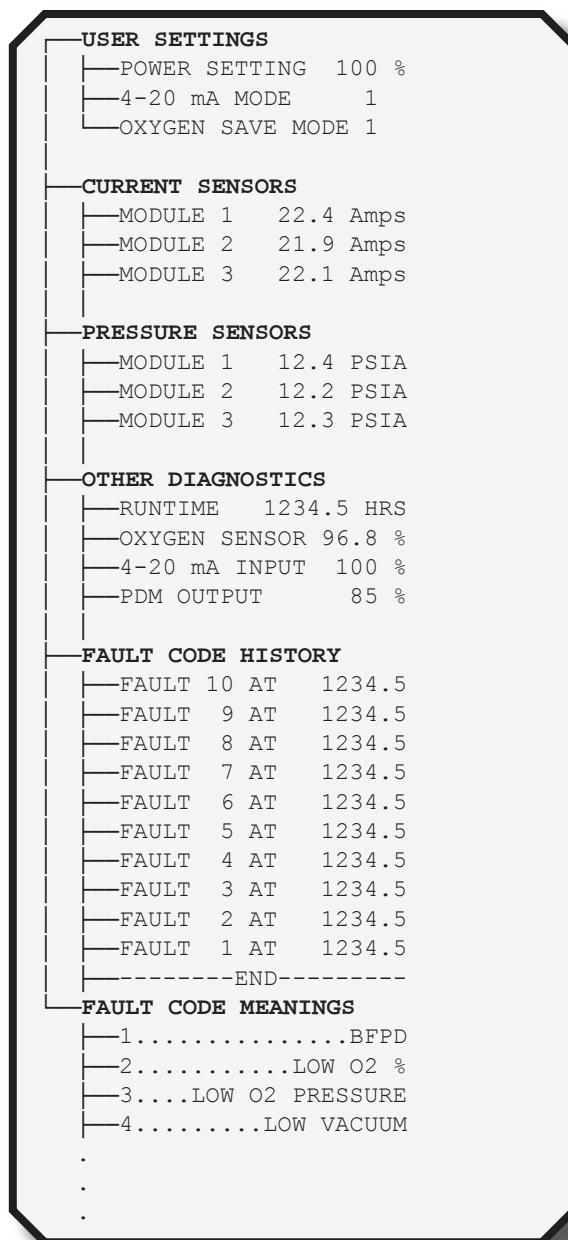 USER SETTINGS
POWER SETTING 100 %
4-20 mA MODE 1
OXYGEN SAVE MODE 1
CURRENT SENSORS
MODULE 1 22.4 Amps
MODULE 2 21.9 Amps
MODULE 3 22.1 Amps
PRESSURE SENSORS
MODULE 1 12.4 PSIA
MODULE 2 12.2 PSIA
MODULE 3 12.3 PSIA
OTHER DIAGNOSTICS
RUNTIME 1234.5 HRS
OXYGEN SENSOR 96.8 %
4-20 mA INPUT 100 %
PDM OUTPUT 85 %
FAULT CODE HISTORY
FAULT 10 AT 1234.5
FAULT 9 AT 1234.5
FAULT 8 AT 1234.5
FAULT 7 AT 1234.5
FAULT 6 AT 1234.5
FAULT 5 AT 1234.5
FAULT 4 AT 1234.5
FAULT 3 AT 1234.5
FAULT 2 AT 1234.5
FAULT 1 AT 1234.5
--------END---------
FAULT CODE MEANINGS
1...............BFPD
2...........LOW O2 %
3....LOW O2 PRESSURE
4.........LOW VACUUM
.
.
.